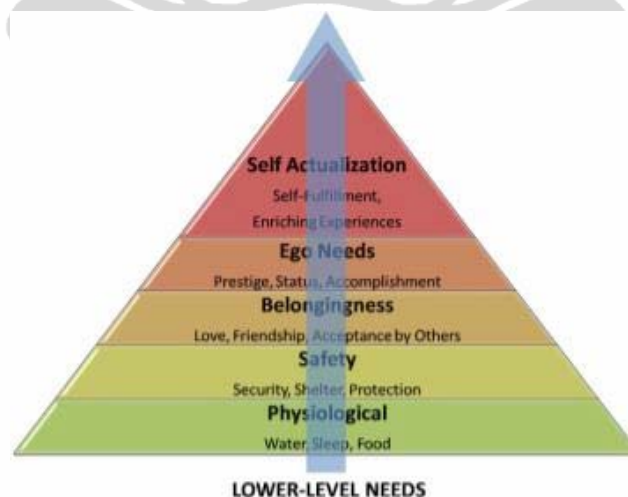 Self Actualization
Self-Fulfillment,
Enriching Experiences
Ego Needs
Prestige, Status, Accomplishment
Belongingness
Love, Friendship, Acceptance by Others
Safety
Security, Shelter, Protection
Physiological
Water, Sleep, Food
LOWER-LEVEL NEEDS